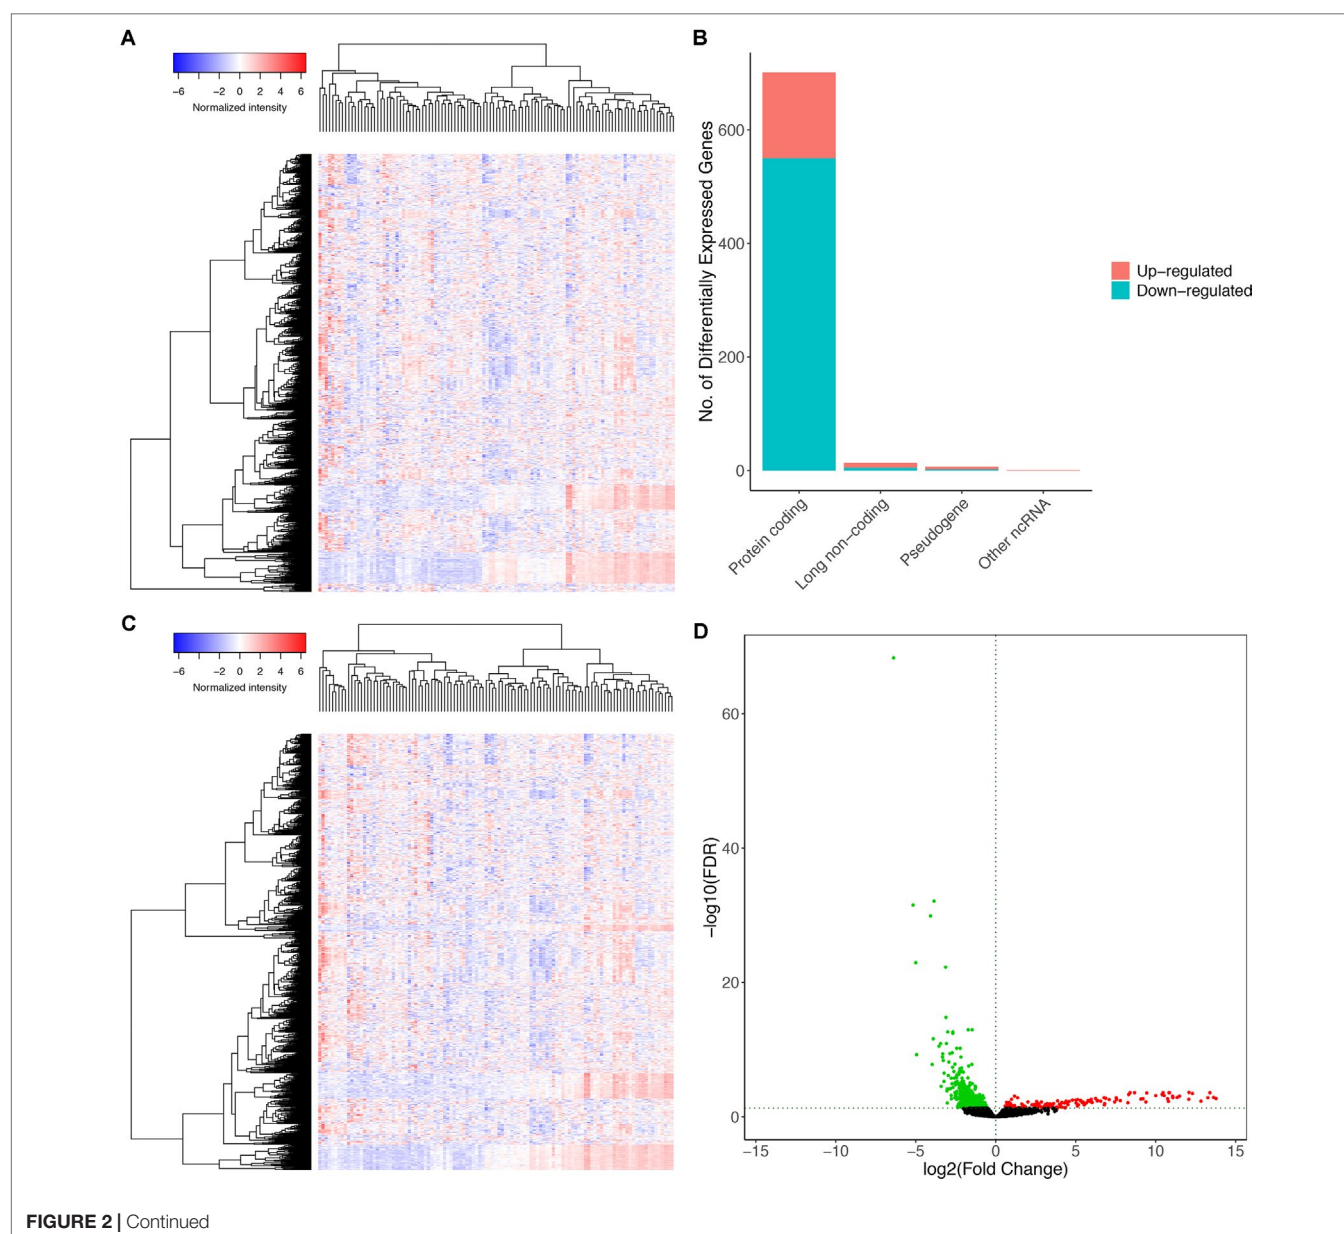 A
−6 −2 0 2 4 6
Normalized intensity
B
No. of Differentially Expressed Genes
600
400
200
0
Protein coding
Long non−coding
Pseudogene
Other ncRNA
Up−regulated
Down−regulated
C
−6 −2 0 2 4 6
Normalized intensity
D
−log10(FDR)
60
40
20
0
−15 −10 −5 0 5 10 15
log2(Fold Change)
FIGURE 2 | Continued